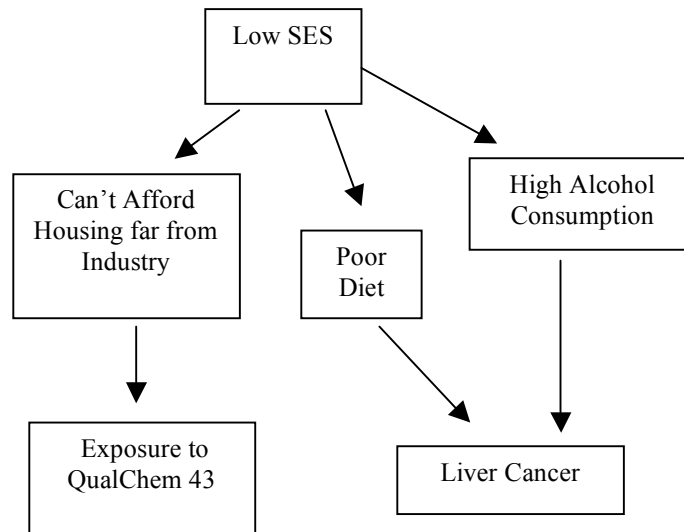 Low SES
Can’t Afford
Housing far from
Industry
Poor
Diet
High Alcohol
Consumption
Exposure to
QualChem 43
Liver Cancer